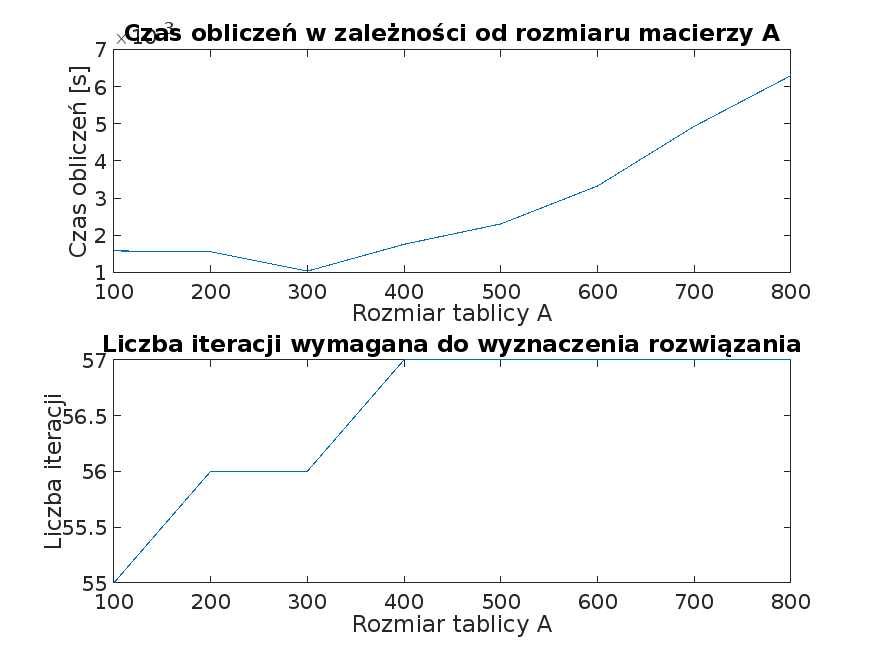 Czas obliczeń w zależności od rozmiaru macierzy A
×10⁻³
7
6
5
4
3
2
1
Czas obliczeń [s]
100 200 300 400 500 600 700 800
Rozmiar tablicy A
Liczba iteracji wymagana do wyznaczenia rozwiązania
57
56.5
56
55.5
55
Liczba iteracji
100 200 300 400 500 600 700 800
Rozmiar tablicy A